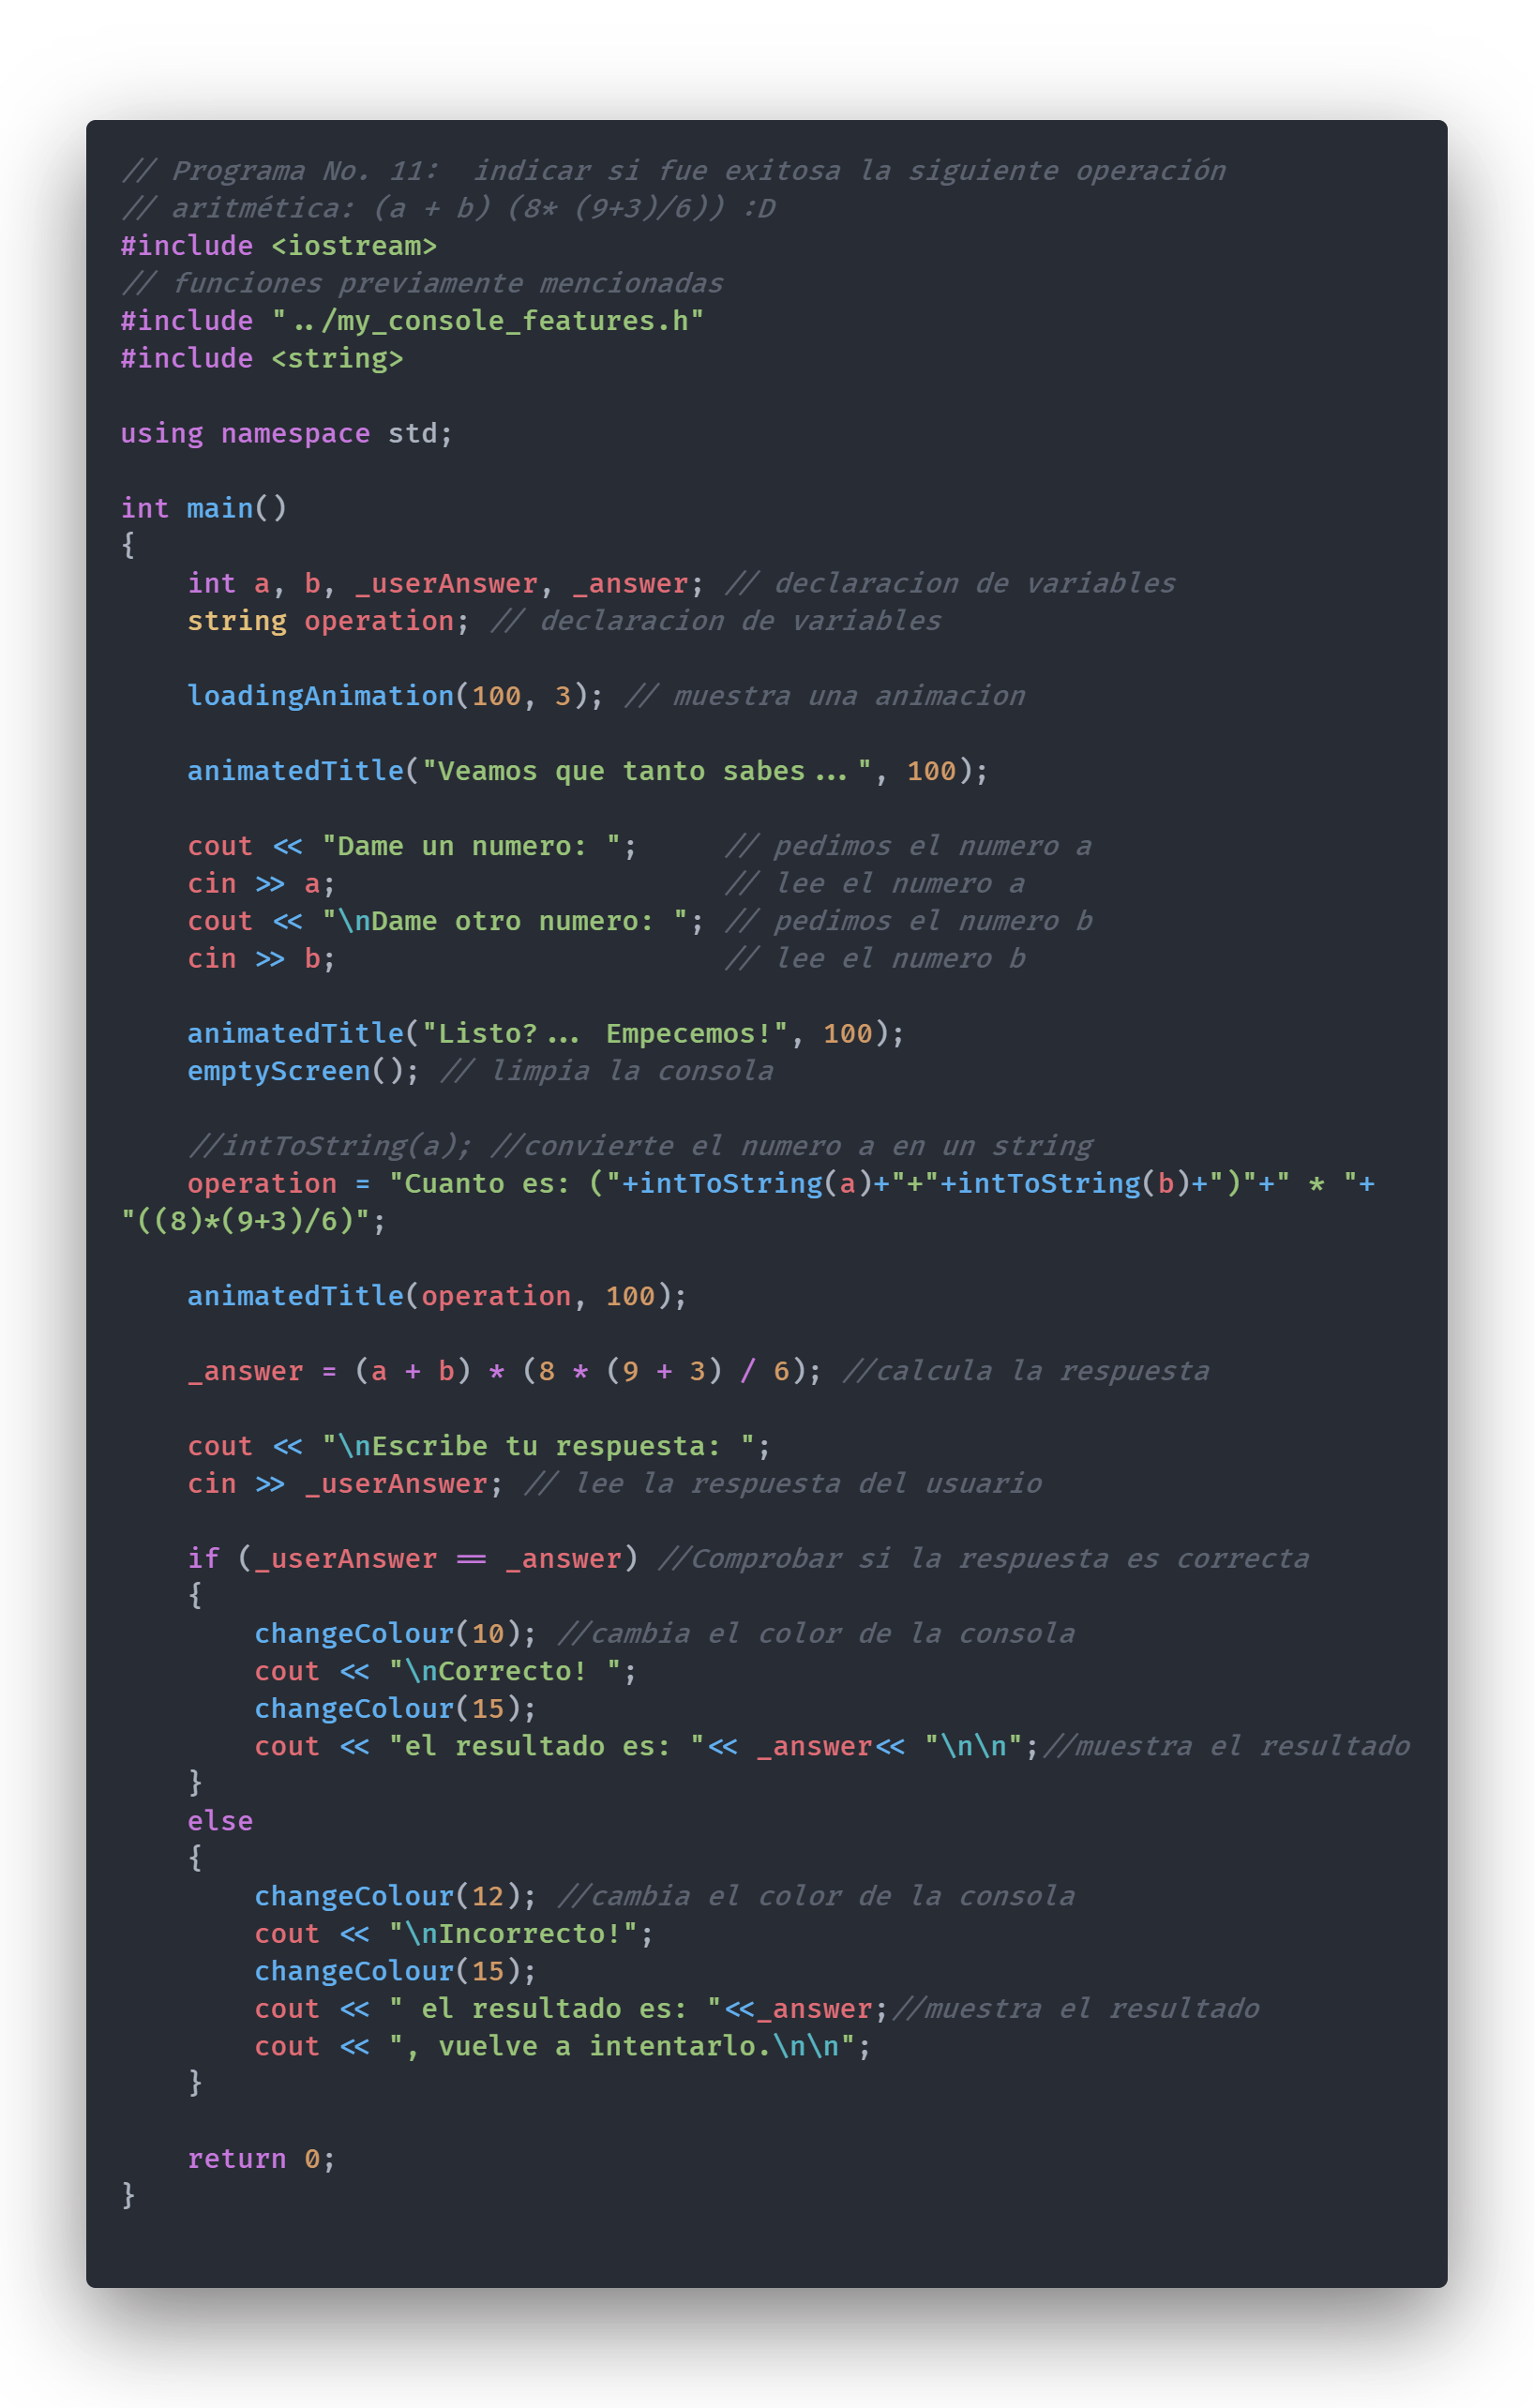 // Programa No. 11:  indicar si fue exitosa la siguiente operación
// aritmética: (a + b) (8* (9+3)/6)) :D
#include <iostream>
// funciones previamente mencionadas
#include "../my_console_features.h"
#include <string>

using namespace std;

int main()
{
    int a, b, _userAnswer, _answer; // declaracion de variables
    string operation; // declaracion de variables

    loadingAnimation(100, 3); // muestra una animacion

    animatedTitle("Veamos que tanto sabes...", 100);

    cout << "Dame un numero: ";     // pedimos el numero a
    cin >> a;                       // lee el numero a
    cout << "\nDame otro numero: "; // pedimos el numero b
    cin >> b;                       // lee el numero b

    animatedTitle("Listo?... Empecemos!", 100);
    emptyScreen(); // limpia la consola

    //intToString(a); //convierte el numero a en un string
    operation = "Cuanto es: ("+intToString(a)+"+"+intToString(b)+")"+" * "+
"((8)*(9+3)/6)";

    animatedTitle(operation, 100);

    _answer = (a + b) * (8 * (9 + 3) / 6); //calcula la respuesta

    cout << "\nEscribe tu respuesta: ";
    cin >> _userAnswer; // lee la respuesta del usuario

    if (_userAnswer == _answer) //Comprobar si la respuesta es correcta
    {
        changeColour(10); //cambia el color de la consola
        cout << "\nCorrecto! ";
        changeColour(15);
        cout << "el resultado es: "<< _answer<< "\n\n";//muestra el resultado
    }
    else
    {
        changeColour(12); //cambia el color de la consola
        cout << "\nIncorrecto!";
        changeColour(15);
        cout << " el resultado es: "<<_answer;//muestra el resultado
        cout << ", vuelve a intentarlo.\n\n";
    }

    return 0;
}